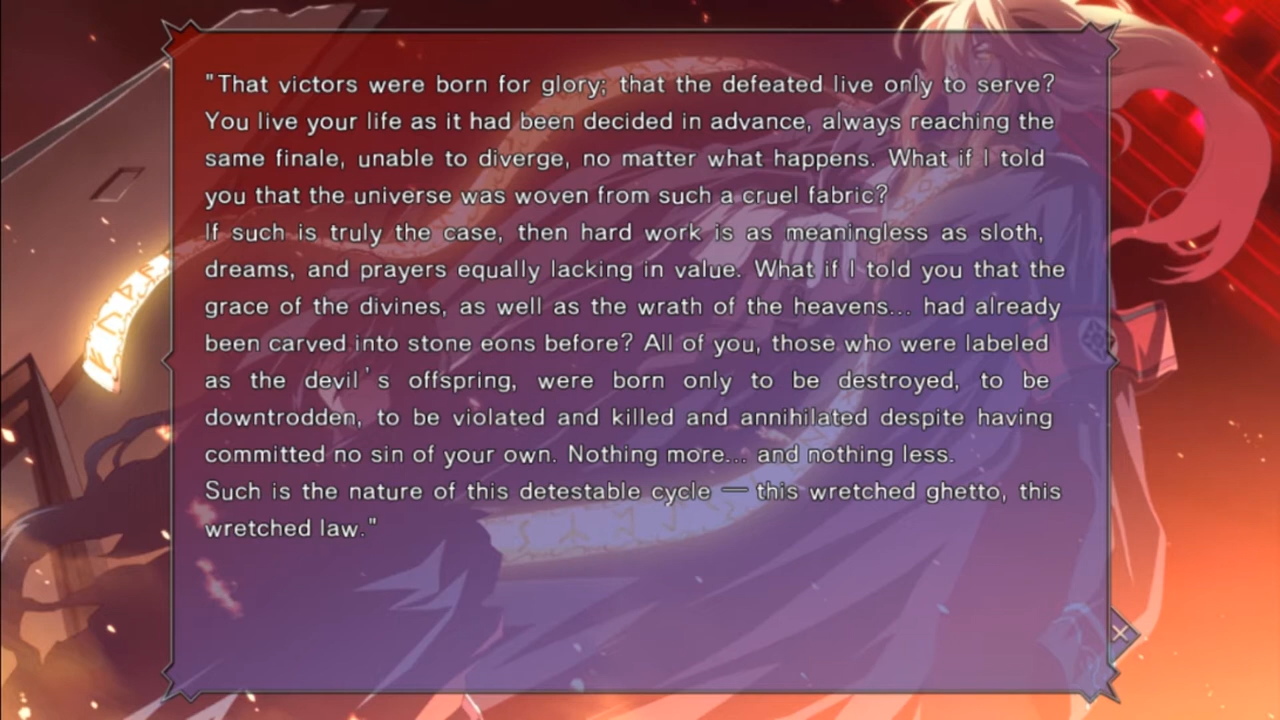 "That victors were born for glory; that the defeated live only to serve?
You live your life as it had been decided in advance, always reaching the
same finale, unable to diverge, no matter what happens. What if I told
you that the universe was woven from such a cruel fabric?
If such is truly the case, then hard work is as meaningless as sloth,
dreams, and prayers equally lacking in value. What if I told you that the
grace of the divines, as well as the wrath of the heavens... had already
been carved into stone eons before? All of you, those who were labeled
as the devil's offspring, were born only to be destroyed, to be
downtrodden, to be violated and killed and annihilated despite having
committed no sin of your own. Nothing more... and nothing less.
Such is the nature of this detestable cycle — this wretched ghetto, this
wretched law."